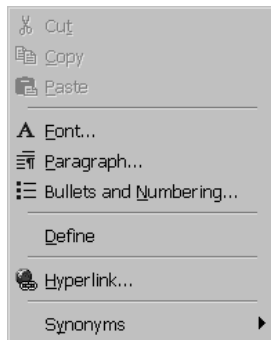 Cut
Copy
Paste
Font...
Paragraph...
Bullets and Numbering...
Define
Hyperlink...
Synonyms